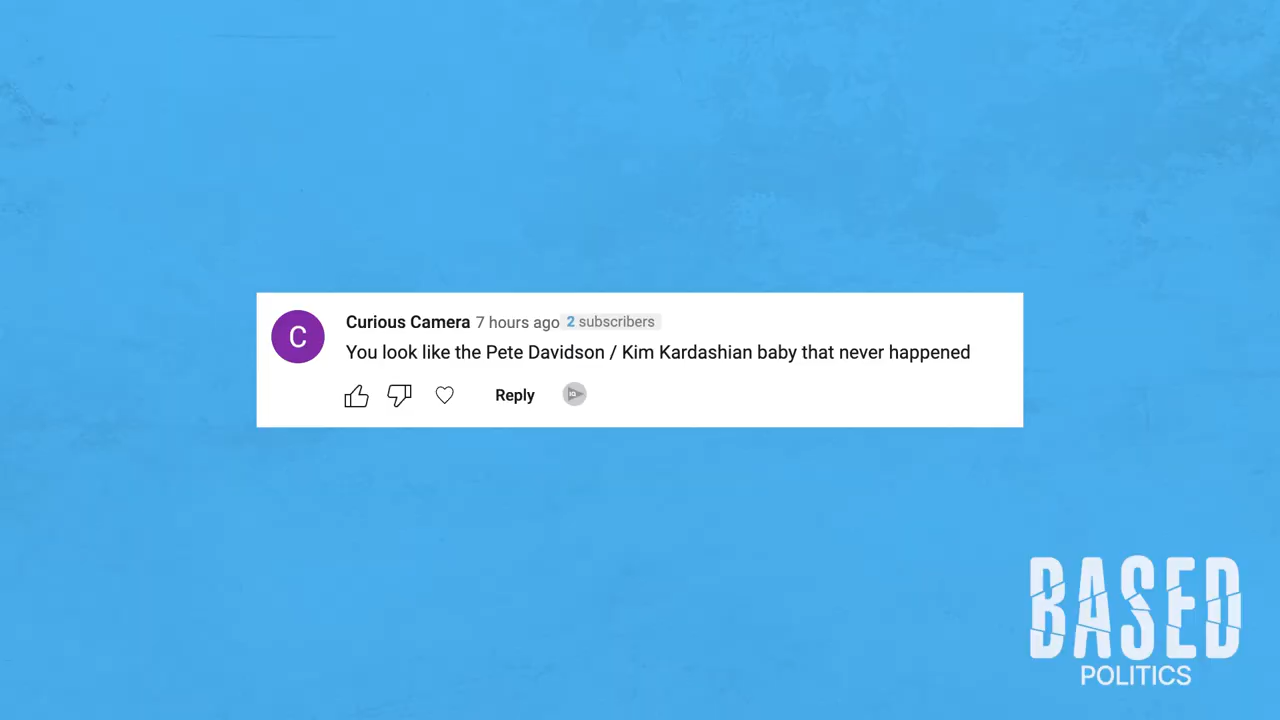 C
Curious Camera 7 hours ago 2 subscribers
You look like the Pete Davidson / Kim Kardashian baby that never happened
Reply
IQ
BASED
POLITICS